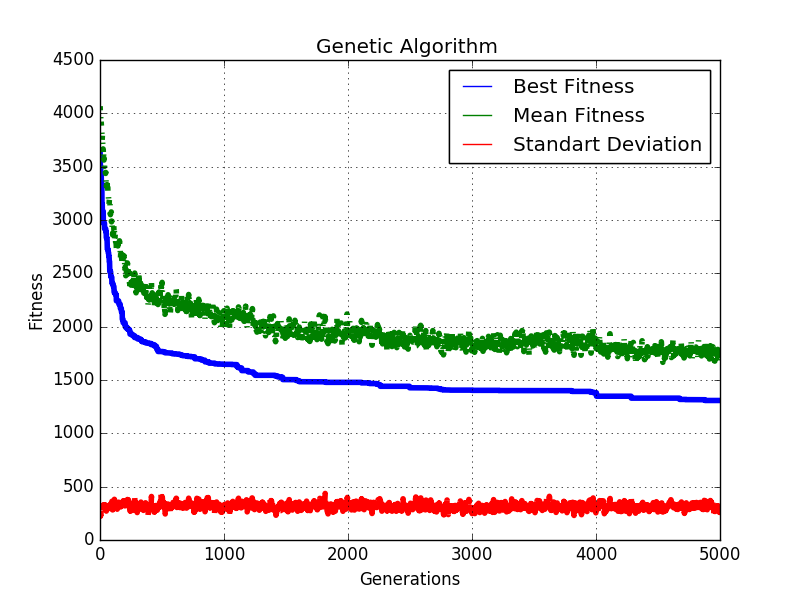 Genetic Algorithm
Best Fitness
Mean Fitness
Standart Deviation
4500
4000
3500
3000
2500
2000
1500
1000
500
0
Fitness
0 1000 2000 3000 4000 5000
Generations